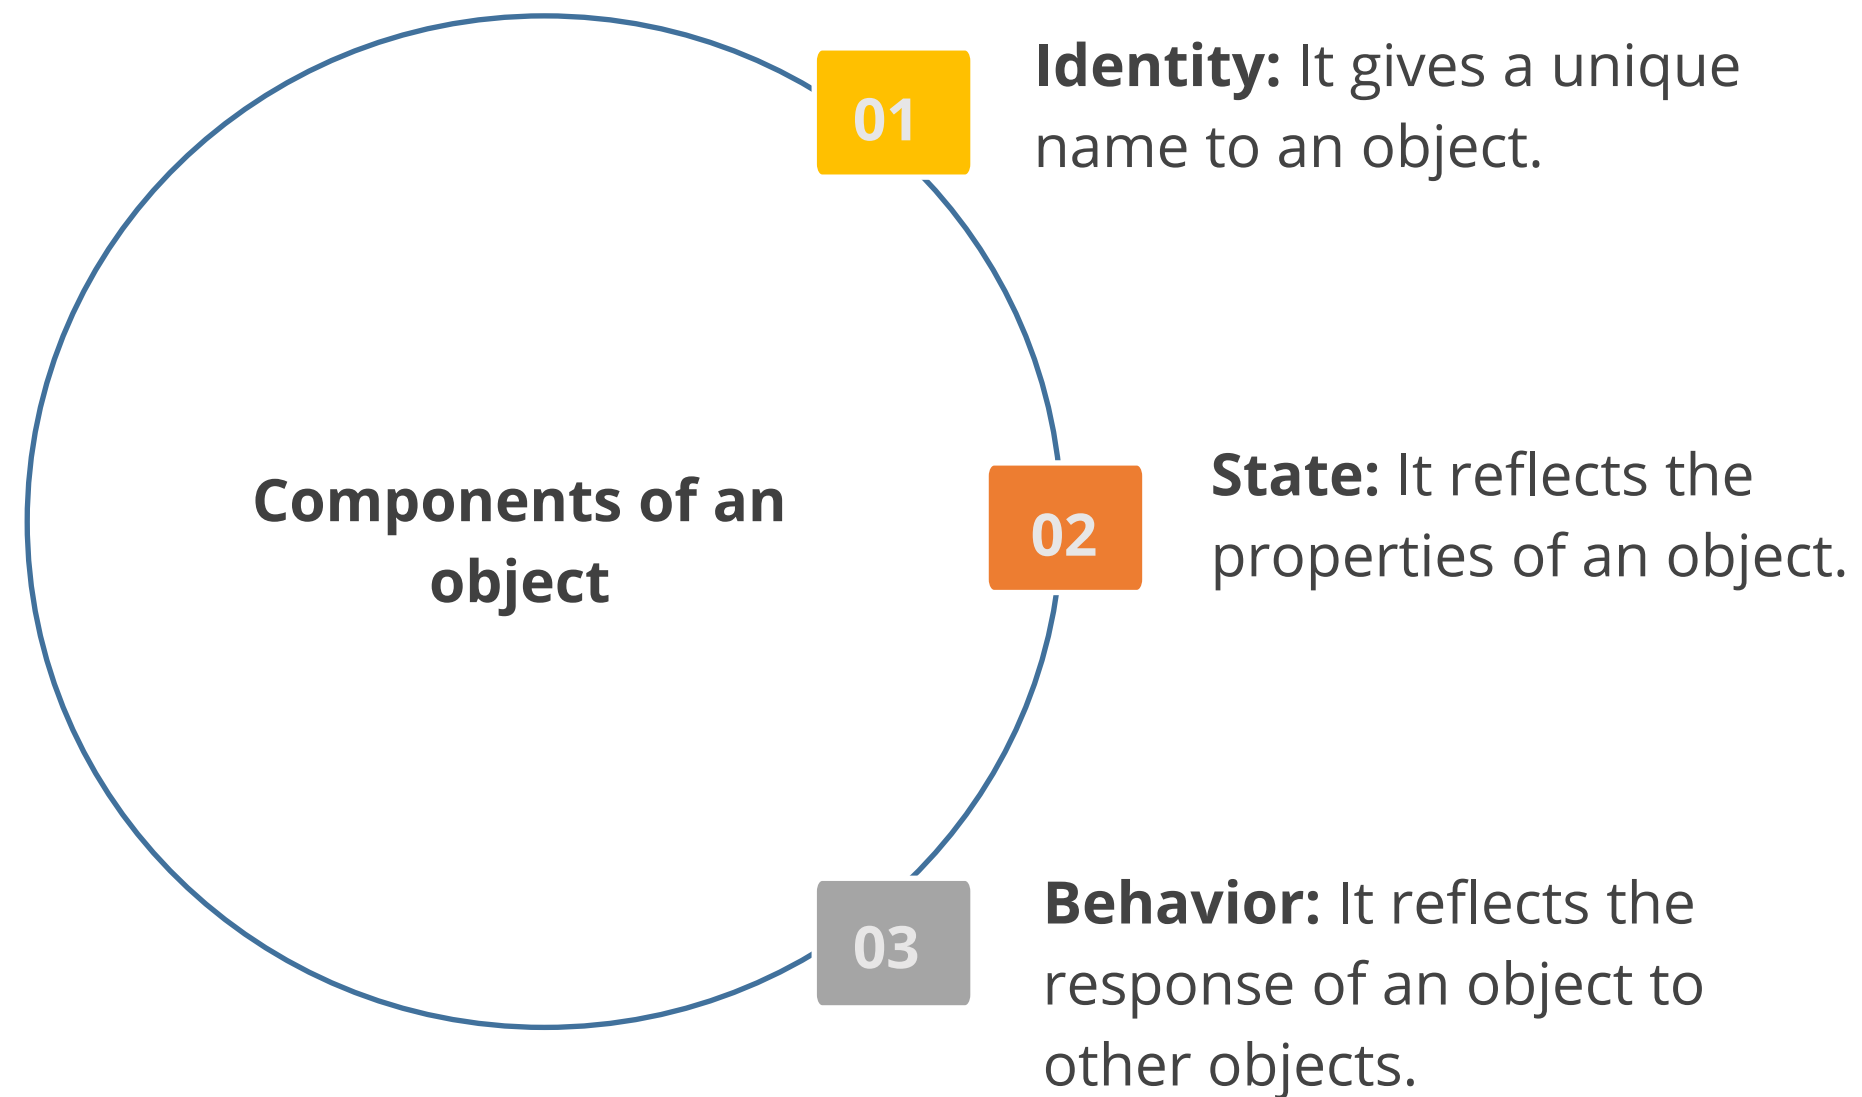 01
Identity: It gives a unique
name to an object.
Components of an
object
02
State: It reflects the
properties of an object.
03
Behavior: It reflects the
response of an object to
other objects.